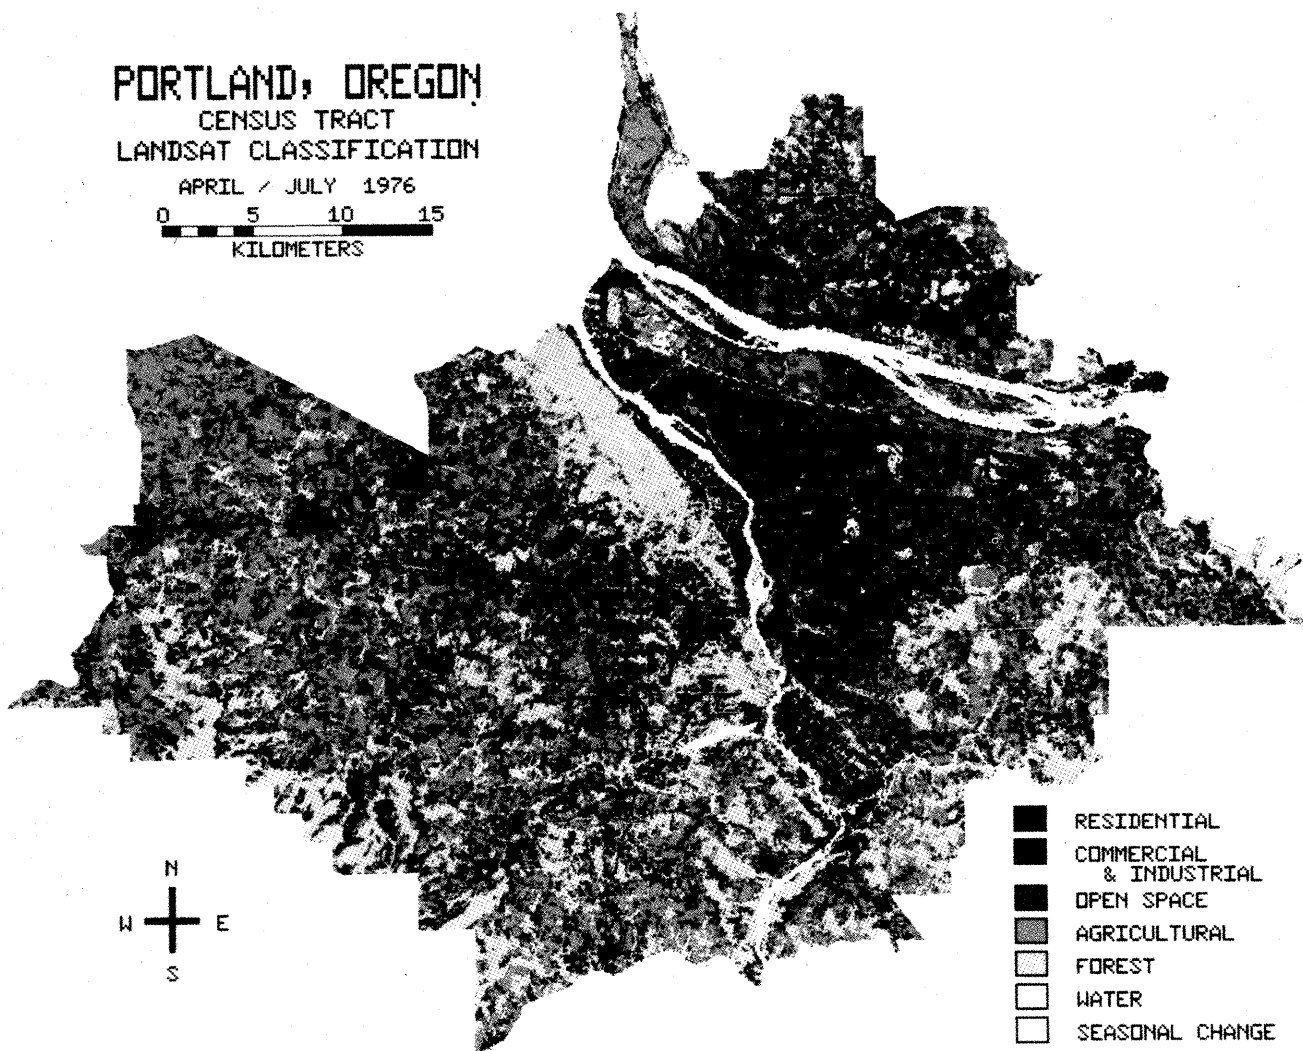 PORTLAND, OREGON
CENSUS TRACT
LANDSAT CLASSIFICATION
APRIL / JULY 1976
0 5 10 15
KILOMETERS
N
W E
S
RESIDENTIAL
COMMERCIAL
& INDUSTRIAL
OPEN SPACE
AGRICULTURAL
FOREST
WATER
SEASONAL CHANGE